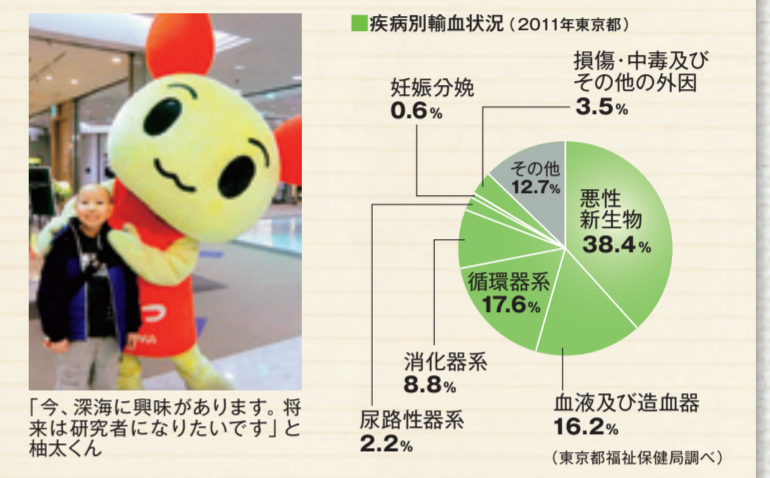 ■疾病別輸血状況（2011年東京都）
妊娠分娩
0.6%
損傷・中毒及び
その他の外因
3.5%
その他
12.7%
悪性
新生物
38.4%
循環器系
17.6%
消化器系
8.8%
尿路性器系
2.2%
血液及び造血器
16.2%
（東京都福祉保健局調べ）
「今、深海に興味があります。将
来は研究者になりたいです」と
柚太くん